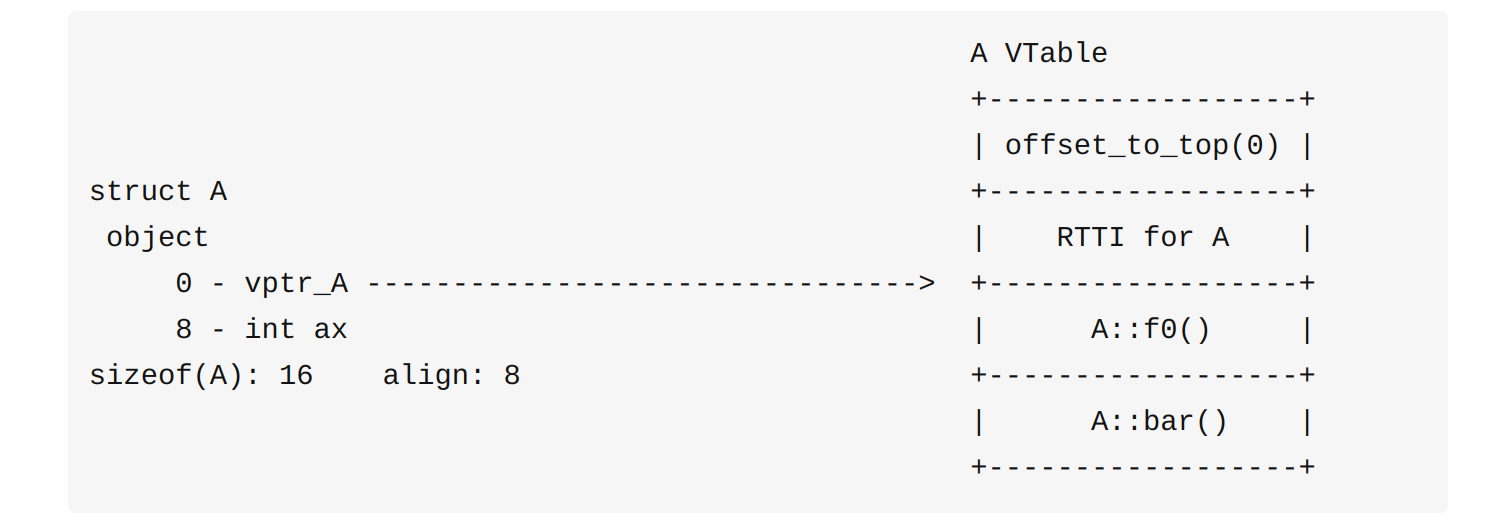 A VTable
                                                      +------------------+
                                                      | offset_to_top(0) |
struct A                                              +------------------+
 object                                               |    RTTI for A    |
     0 - vptr_A -------------------------------->     +------------------+
     8 - int ax                                       |      A::f0()     |
sizeof(A): 16    align: 8                             +------------------+
                                                      |      A::bar()    |
                                                      +------------------+